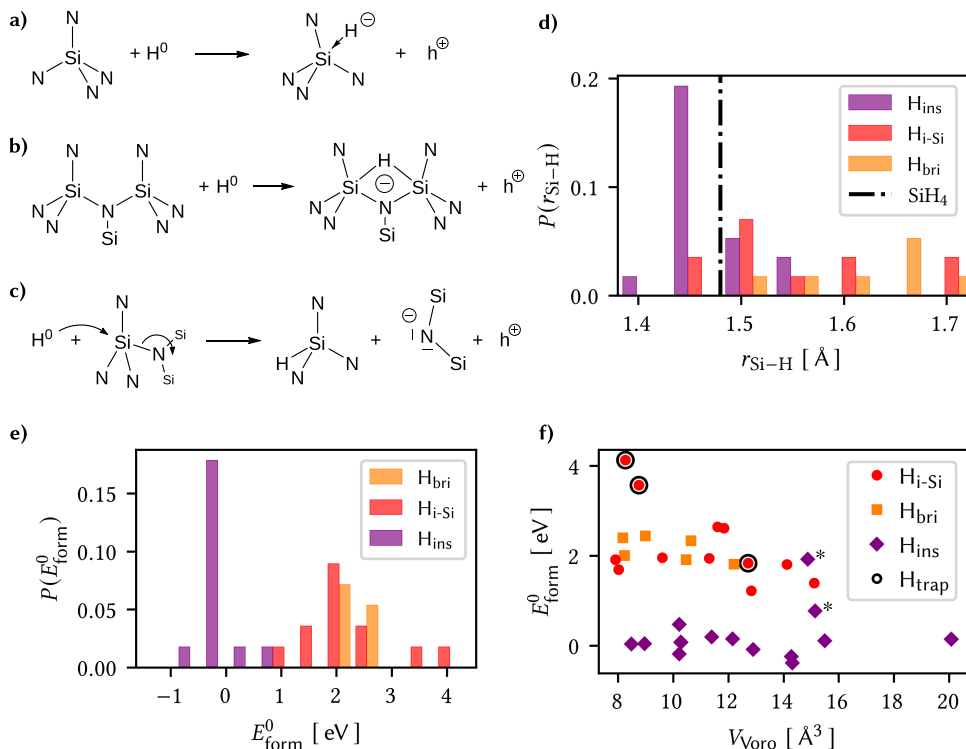 a)
N
H⊖
Si + H⁰ Si + h⊕
N N N N N N
b)
N N N N
H
Si Si + H⁰ Si ⊖ Si + h⊕
N N N N N N N N N N
Si Si
c)
N Si N Si
⊖
H⁰ + Si Si Si + N + h⊕
N N N H N N Si
Si
d)
P(rSi−H)
0.2
0.1
0.0
Hins
Hi-Si
Hbri
SiH4
1.4 1.5 1.6 1.7
rSi−H [ Å ]
e)
P(E⁰form)
0.15
0.10
0.05
0.00
Hbri
Hi-Si
Hins
−1 0 1 2 3 4
E⁰form [ eV ]
f)
E⁰form [ eV ]
4
2
0
Hi-Si
Hbri
Hins
Htrap
*
*
8 10 12 14 16 18 20
VVoro [ Å³ ]